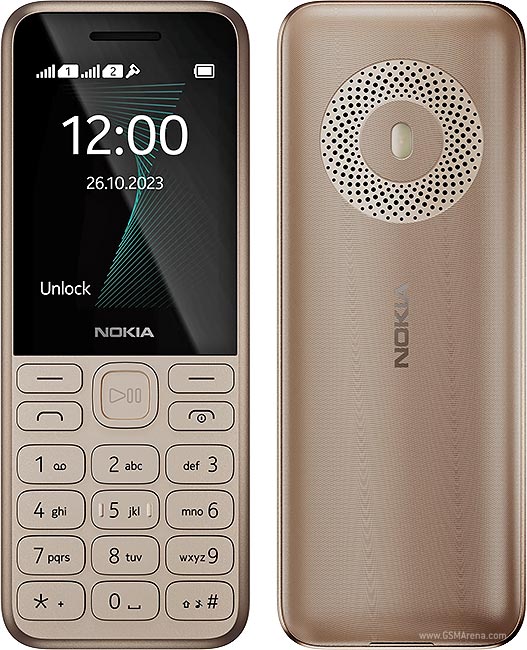 1 2
12:00
26.10.2023
Unlock
NOKIA
1 2 abc def 3
4 ghi 5 jkl mno 6
7 pqrs 8 tuv wxyz 9
* + 0 #
NOKIA
www.GSMArena.com